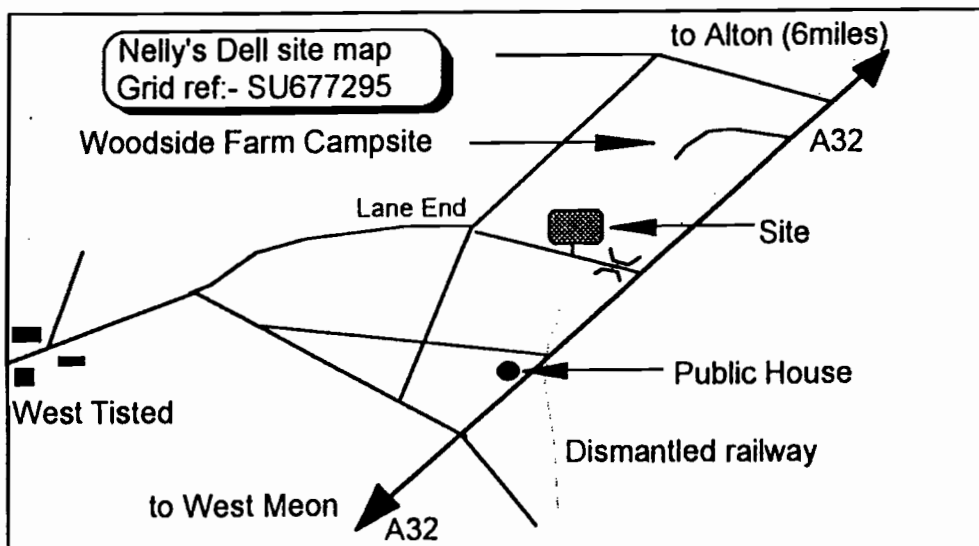 Nelly's Dell site map
Grid ref:- SU677295
to Alton (6miles)
Woodside Farm Campsite
A32
Lane End
Site
Public House
West Tisted
Dismantled railway
to West Meon
A32